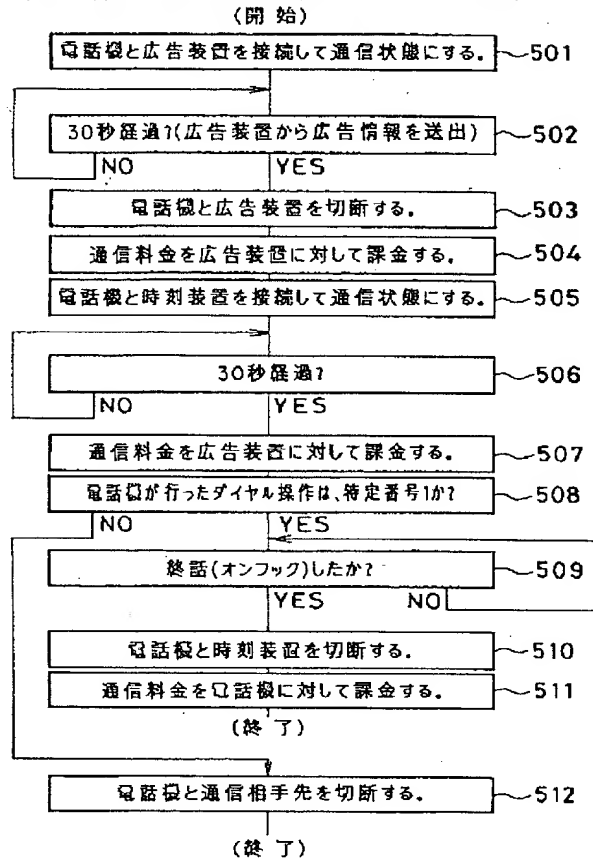 (開始)
電話機と広告装置を接続して通信状態にする。 501
30秒経過?(広告装置から広告情報を送出) 502
NO YES
電話機と広告装置を切断する。 503
通信料金を広告装置に対して課金する。 504
電話機と時刻装置を接続して通信状態にする。 505
30秒経過? 506
NO YES
通信料金を広告装置に対して課金する。 507
電話機が行ったダイヤル操作は、特定番号1か? 508
NO YES
終話(オンフック)したか? 509
YES NO
電話機と時刻装置を切断する。 510
通信料金を電話機に対して課金する。 511
(終了)
電話機と通信相手先を切断する。 512
(終了)